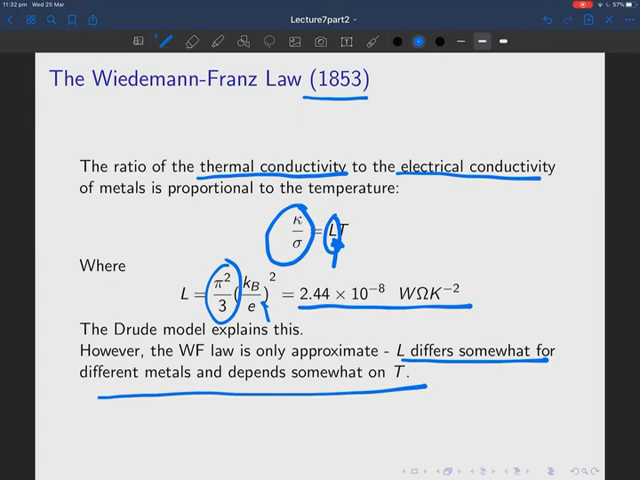 11:32 pm Wed 25 Mar
57%
Lecture7part2
The Wiedemann-Franz Law (1853)
The ratio of the thermal conductivity to the electrical conductivity
of metals is proportional to the temperature:
κ/σ = LT
Where
L = π²/3 (k_B/e)² = 2.44 × 10⁻⁸ WΩK⁻²
The Drude model explains this.
However, the WF law is only approximate - L differs somewhat for
different metals and depends somewhat on T.